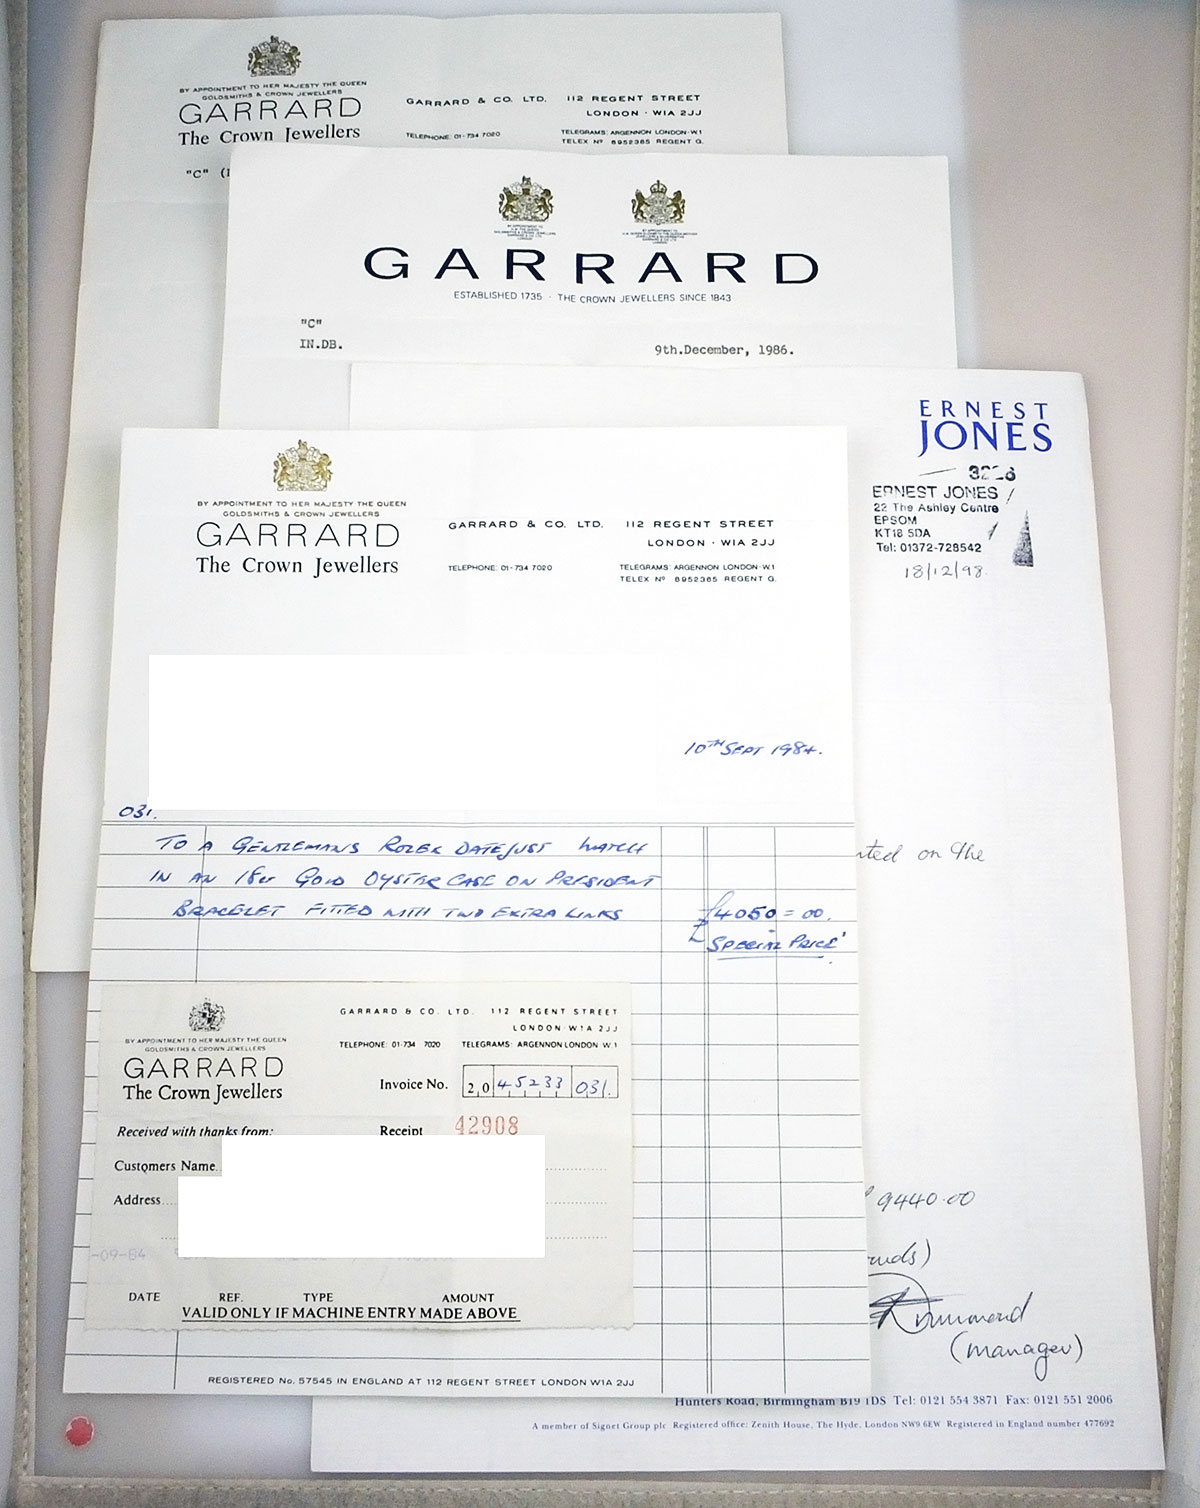 BY APPOINTMENT TO HER MAJESTY THE QUEEN
GOLDSMITHS & CROWN JEWELLERS
GARRARD
The Crown Jewellers
GARRARD & CO. LTD. 112 REGENT STREET
LONDON · W1A 2JJ
TELEPHONE: 01-734 7020
TELEGRAMS: ARGENNON LONDON·W.1
TELEX Nº 8952365 REGENT G.
"C"
GARRARD
ESTABLISHED 1735 · THE CROWN JEWELLERS SINCE 1843
"C"
IN.DB.
9th.December, 1986.
ERNEST
JONES
ERNEST JONES
22 The Ashley Centre
EPSOM
KT18 5DA
Tel: 01372-728542
18/12/98
on the
9440.00
(manager)
Hunters Road, Birmingham B19 1DS Tel: 0121 554 3871 Fax: 0121 551 2006
A member of Signet Group plc Registered office: Zenith House, The Hyde, London NW9 6EW Registered in England number 477692
BY APPOINTMENT TO HER MAJESTY THE QUEEN
GOLDSMITHS & CROWN JEWELLERS
GARRARD
The Crown Jewellers
GARRARD & CO. LTD. 112 REGENT STREET
LONDON · W1A 2JJ
TELEPHONE: 01-734 7020
TELEGRAMS: ARGENNON LONDON·W.1
TELEX Nº 8952365 REGENT G.
10TH SEPT 1984.
031.
TO A GENTLEMANS ROLEX DATEJUST WATCH
IN AN 18ct GOLD OYSTER CASE ON PRESIDENT
BRACELET FITTED WITH TWO EXTRA LINKS £4050=00.
'SPECIAL PRICE'
BY APPOINTMENT TO HER MAJESTY THE QUEEN
GOLDSMITHS & CROWN JEWELLERS
GARRARD
The Crown Jewellers
GARRARD & CO. LTD. 112 REGENT STREET
LONDON·W1A 2JJ
TELEPHONE: 01-734 7020 TELEGRAMS: ARGENNON LONDON W.1
Invoice No. 2,0 45233 031.
Received with thanks from:
Receipt 42908
Customers Name
Address
-09-84
DATE REF. TYPE AMOUNT
VALID ONLY IF MACHINE ENTRY MADE ABOVE
REGISTERED No. 57545 IN ENGLAND AT 112 REGENT STREET LONDON W1A 2JJ